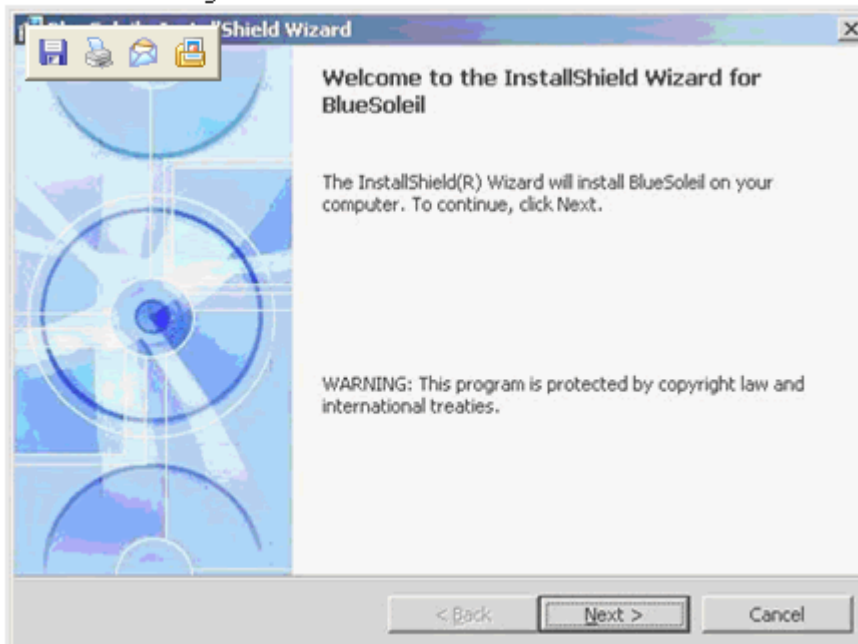 Shield Wizard
Welcome to the InstallShield Wizard for
BlueSoleil
The InstallShield(R) Wizard will install BlueSoleil on your
computer. To continue, click Next.
WARNING: This program is protected by copyright law and
international treaties.
< Back
Next >
Cancel